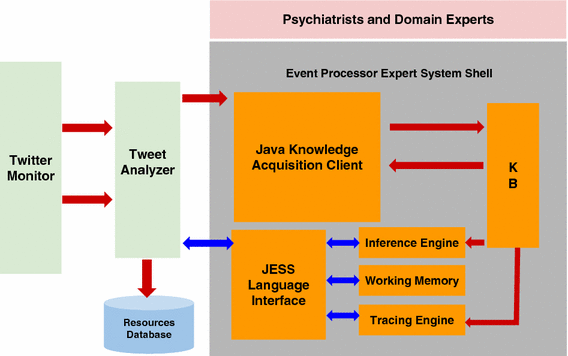 Psychiatrists and Domain Experts
Event Processor Expert System Shell
Twitter
Monitor
Tweet
Analyzer
Java Knowledge
Acquisition Client
K
B
JESS
Language
Interface
Inference Engine
Working Memory
Tracing Engine
Resources
Database